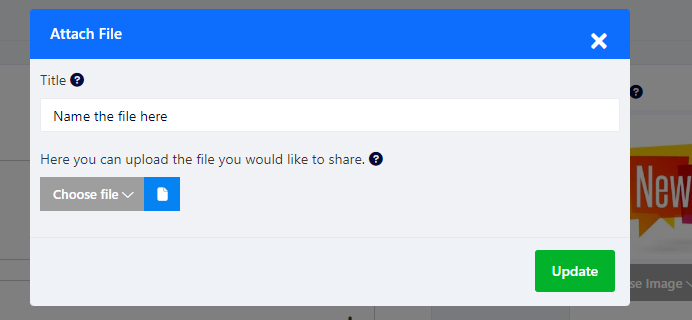 Attach File
Title
Name the file here
Here you can upload the file you would like to share.
Choose file
Update
New
se Image